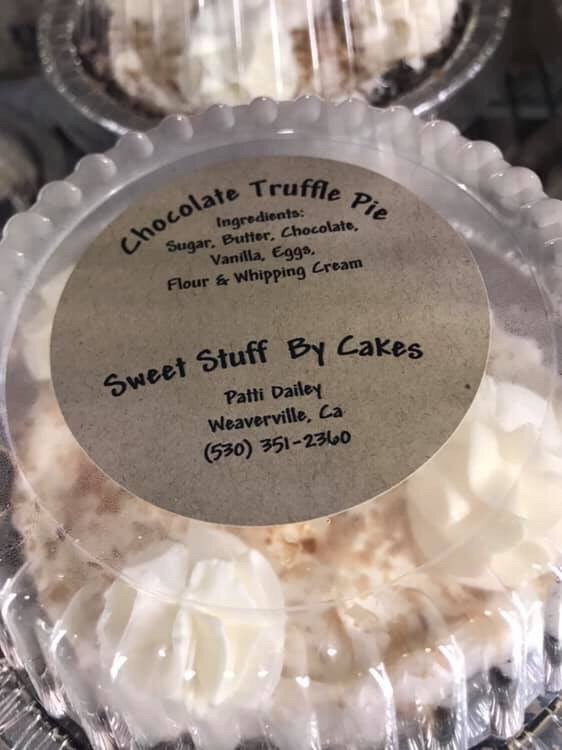 Chocolate Truffle Pie
Ingredients:
Sugar, Butter, Chocolate,
Vanilla, Eggs,
Flour & Whipping Cream
Sweet Stuff By Cakes
Patti Dailey
Weaverville, Ca
(530) 351-2360